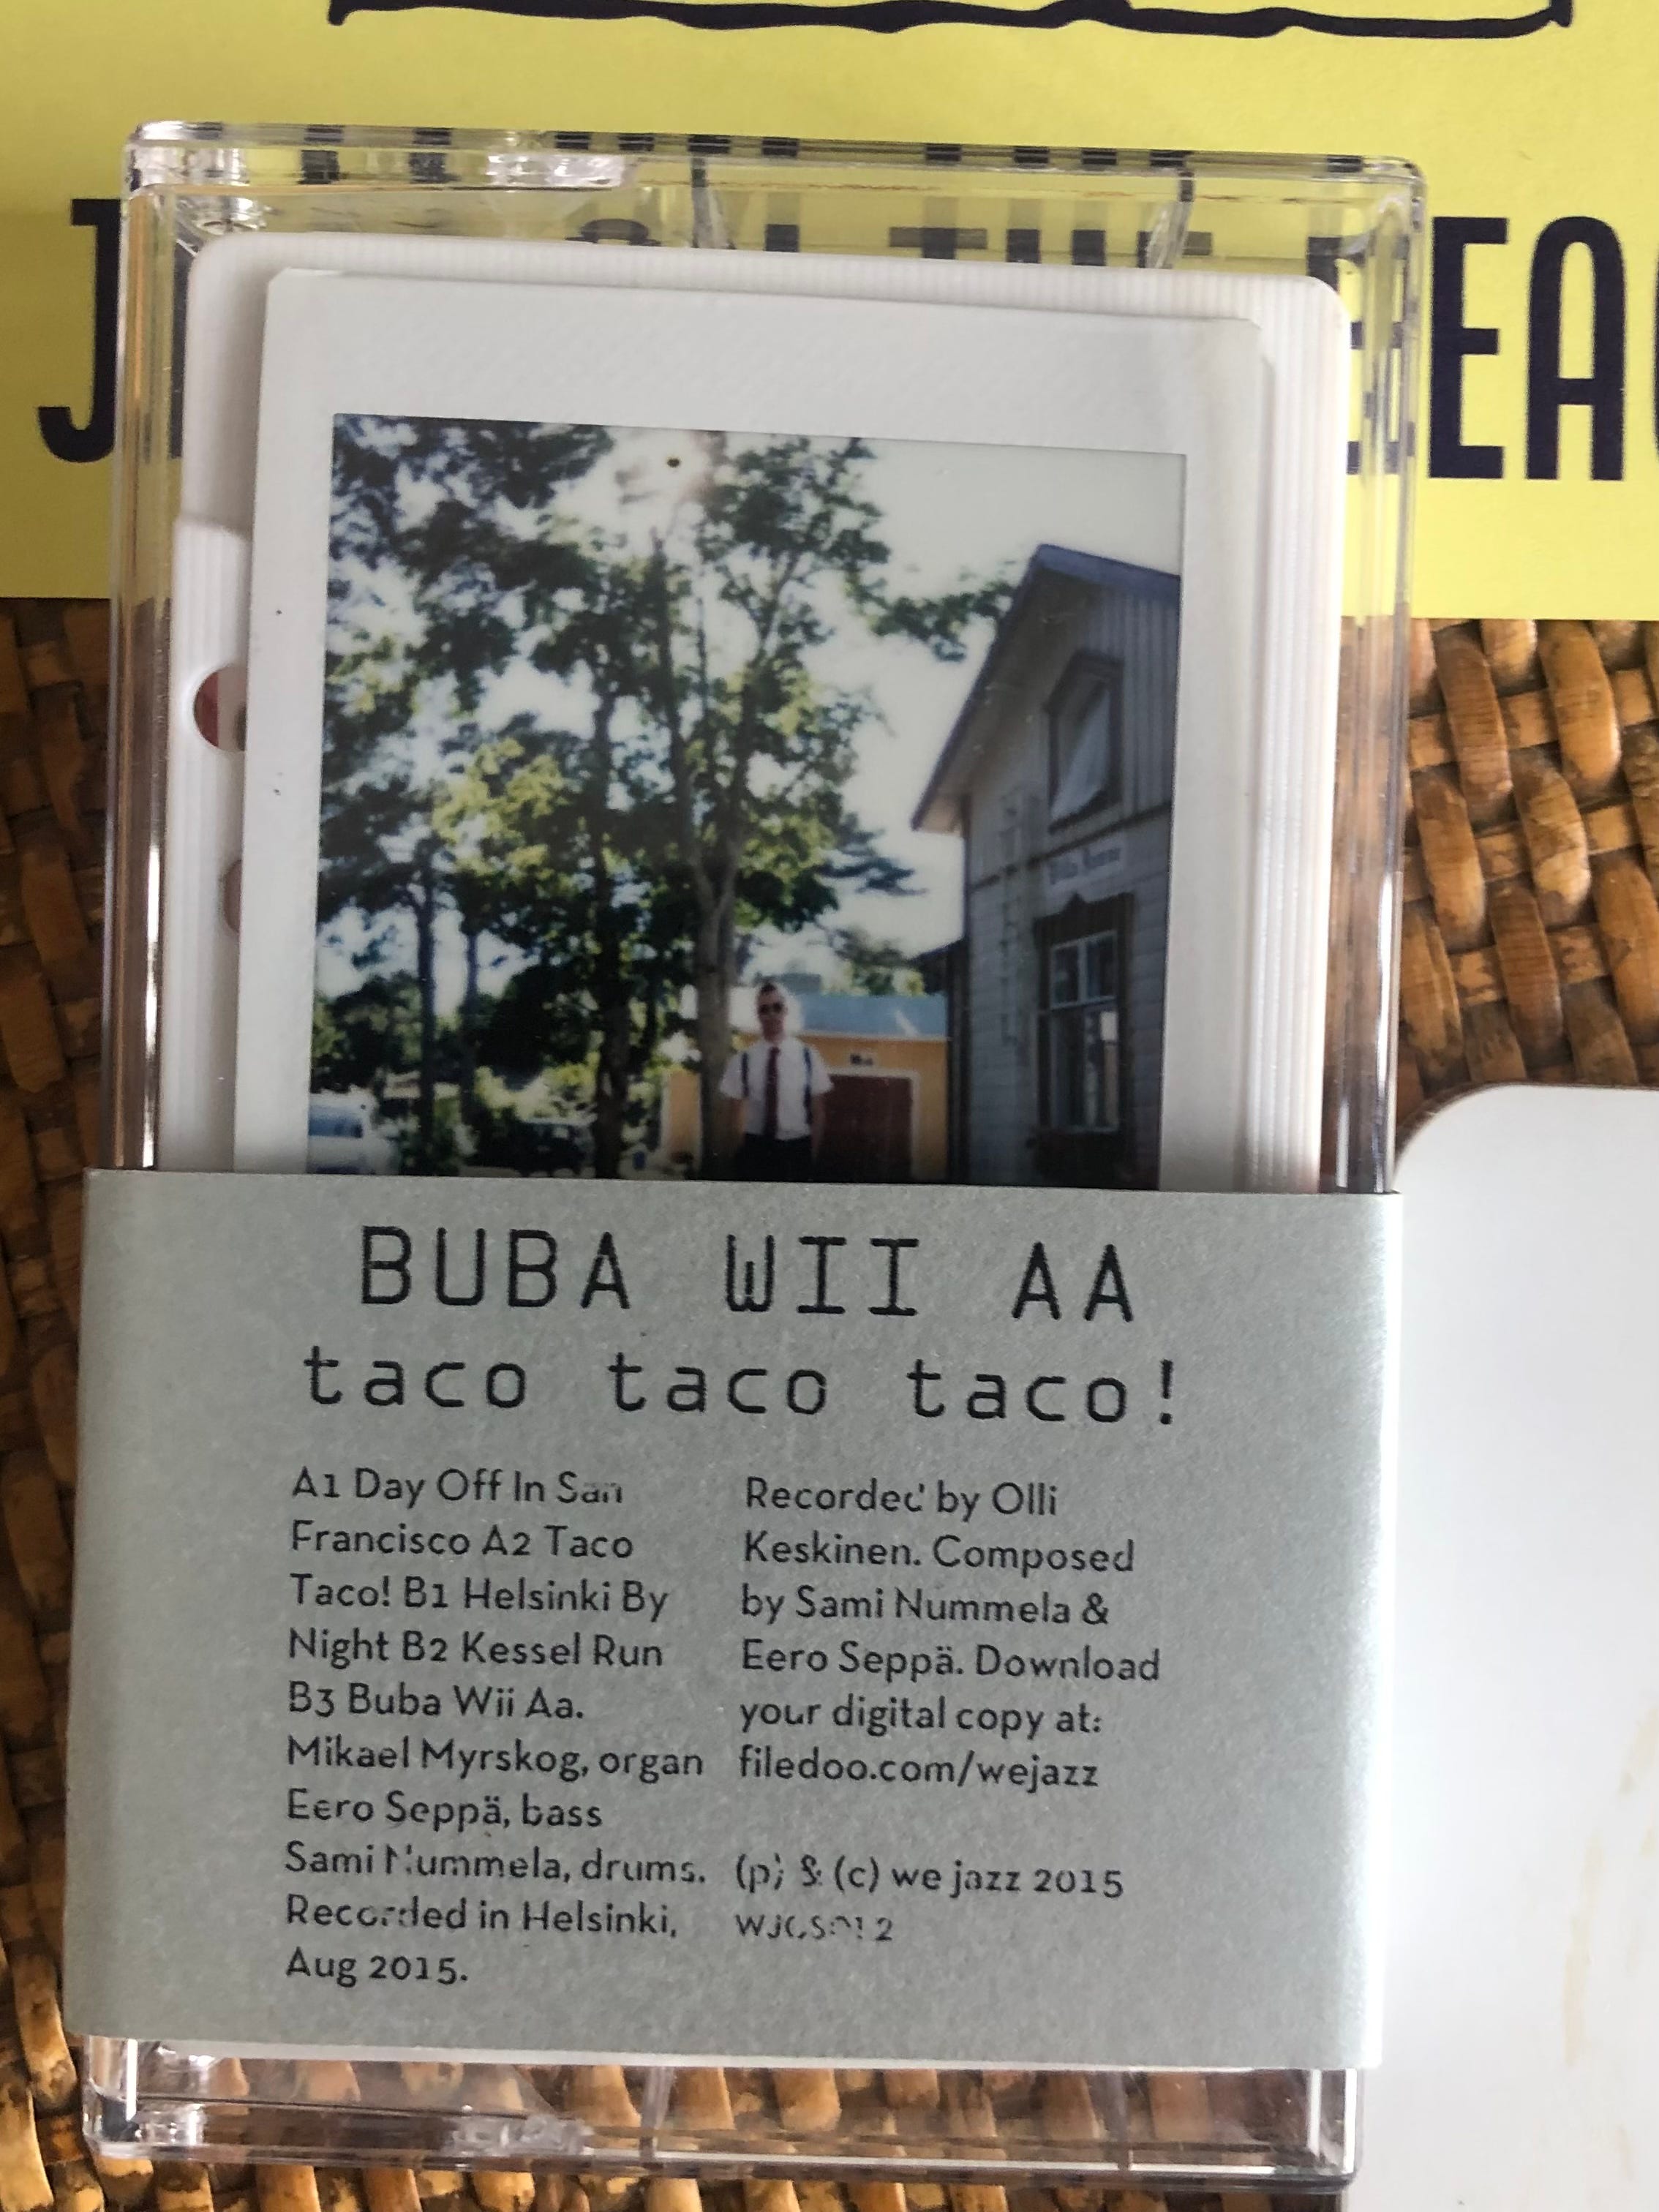 THE BEAC
BUBA WII AA
taco taco taco!
A1 Day Off In San
Francisco A2 Taco
Taco! B1 Helsinki By
Night B2 Kessel Run
B3 Buba Wii Aa.
Mikael Myrskog, organ
Eero Seppä, bass
Sami Nummela, drums.
Recorded in Helsinki,
Aug 2015.
Recorded by Olli
Keskinen. Composed
by Sami Nummela &
Eero Seppä. Download
your digital copy at:
filedoo.com/wejazz
(p) & (c) we jazz 2015